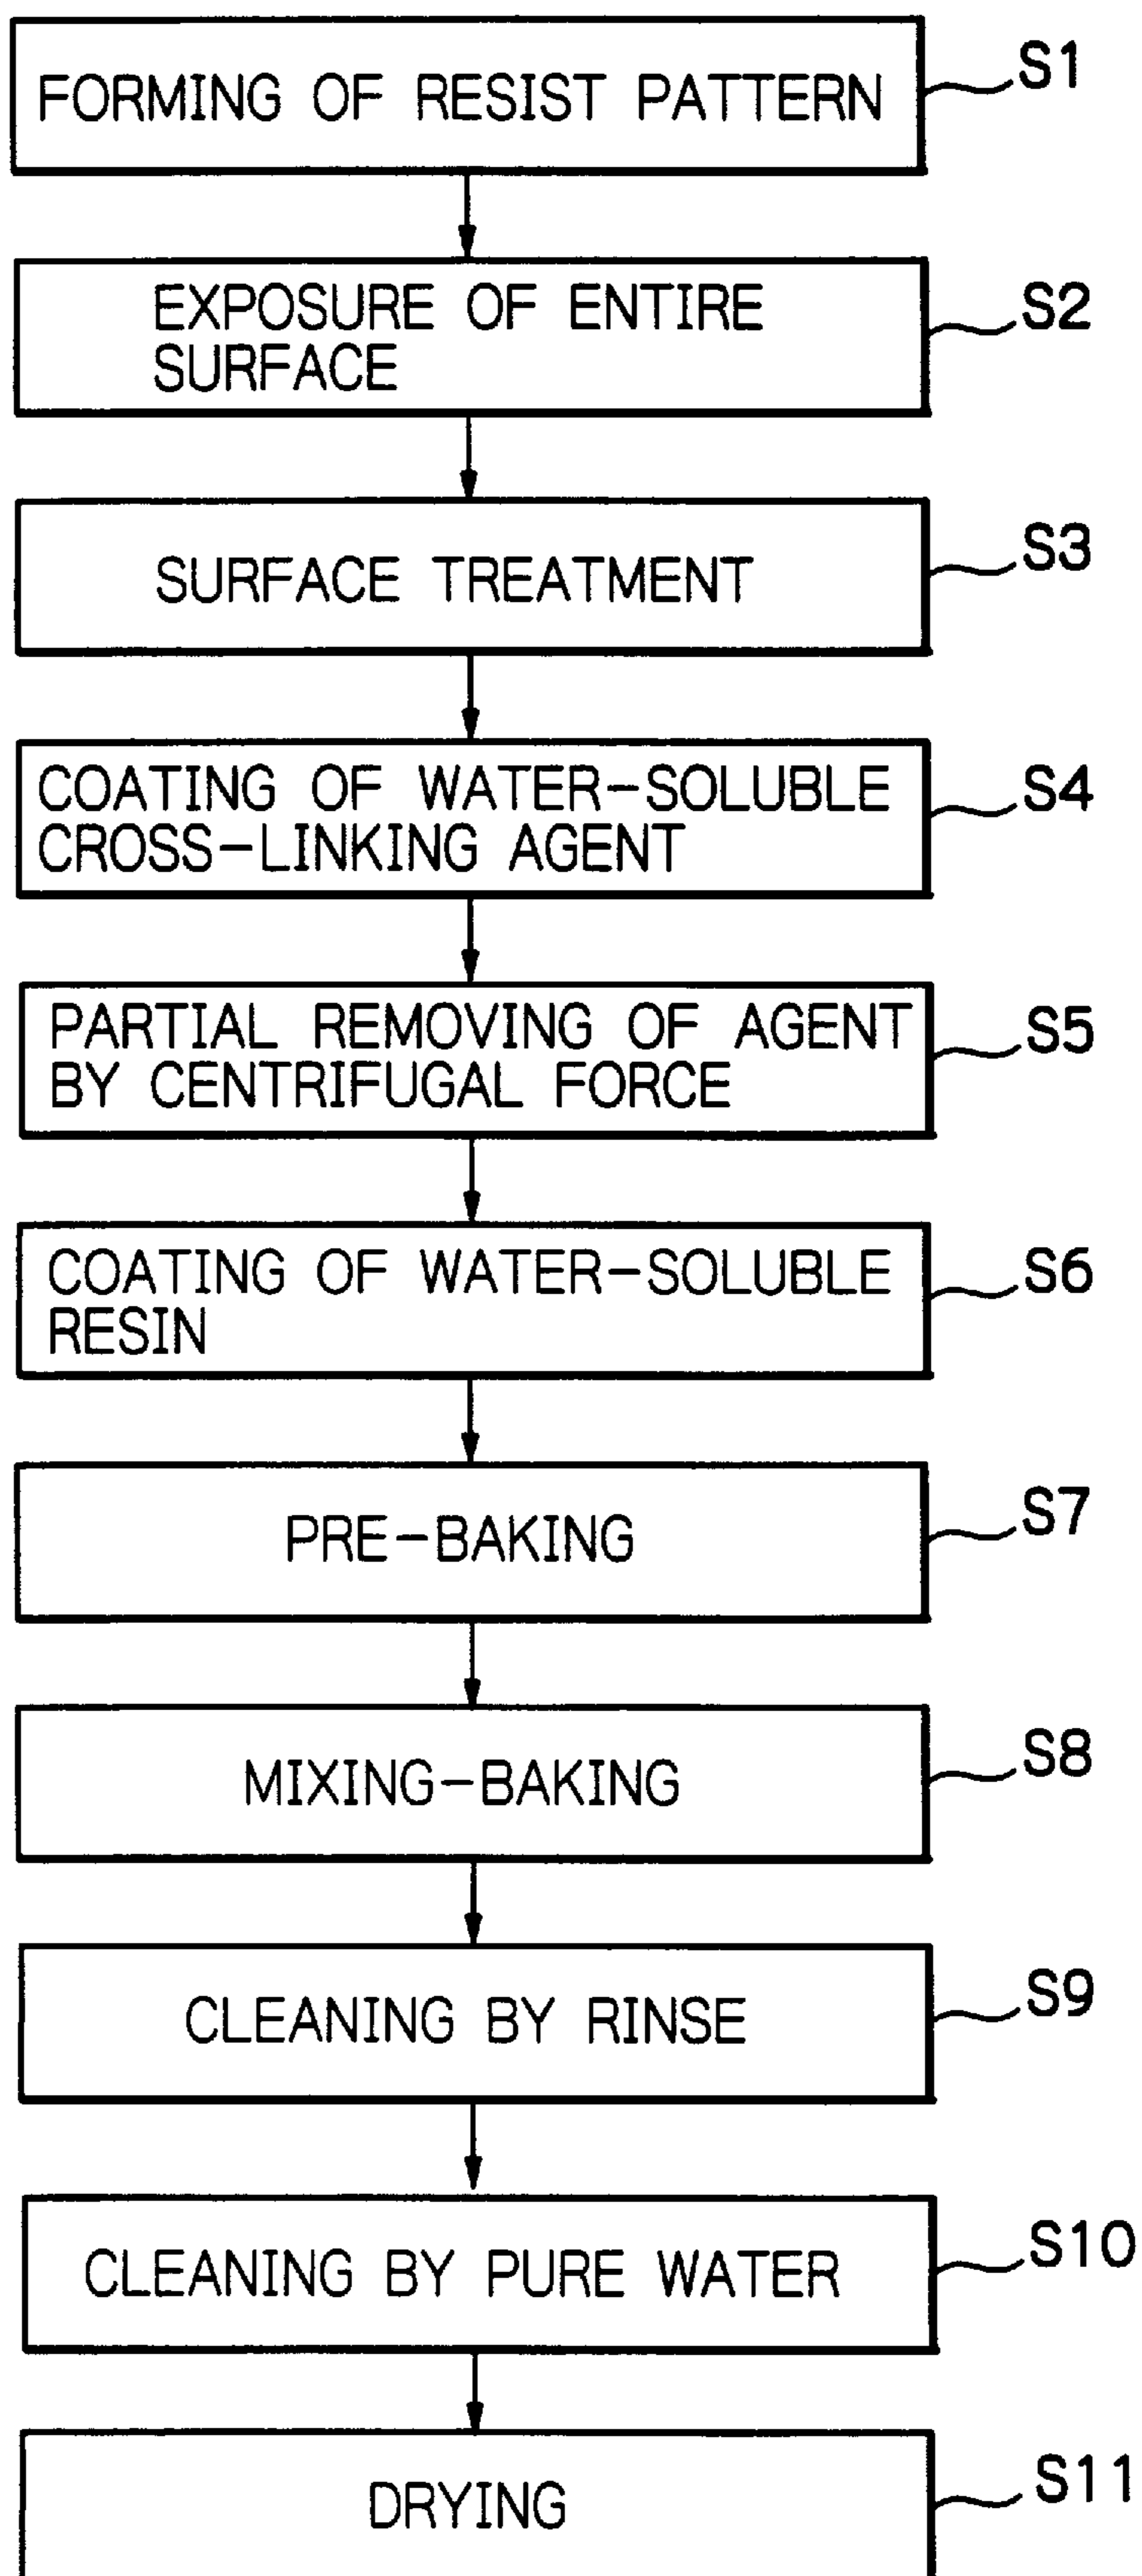 FORMING OF RESIST PATTERN
S1
EXPOSURE OF ENTIRE
SURFACE
S2
SURFACE TREATMENT
S3
COATING OF WATER-SOLUBLE
CROSS-LINKING AGENT
S4
PARTIAL REMOVING OF AGENT
BY CENTRIFUGAL FORCE
S5
COATING OF WATER-SOLUBLE
RESIN
S6
PRE-BAKING
S7
MIXING-BAKING
S8
CLEANING BY RINSE
S9
CLEANING BY PURE WATER
S10
DRYING
S11